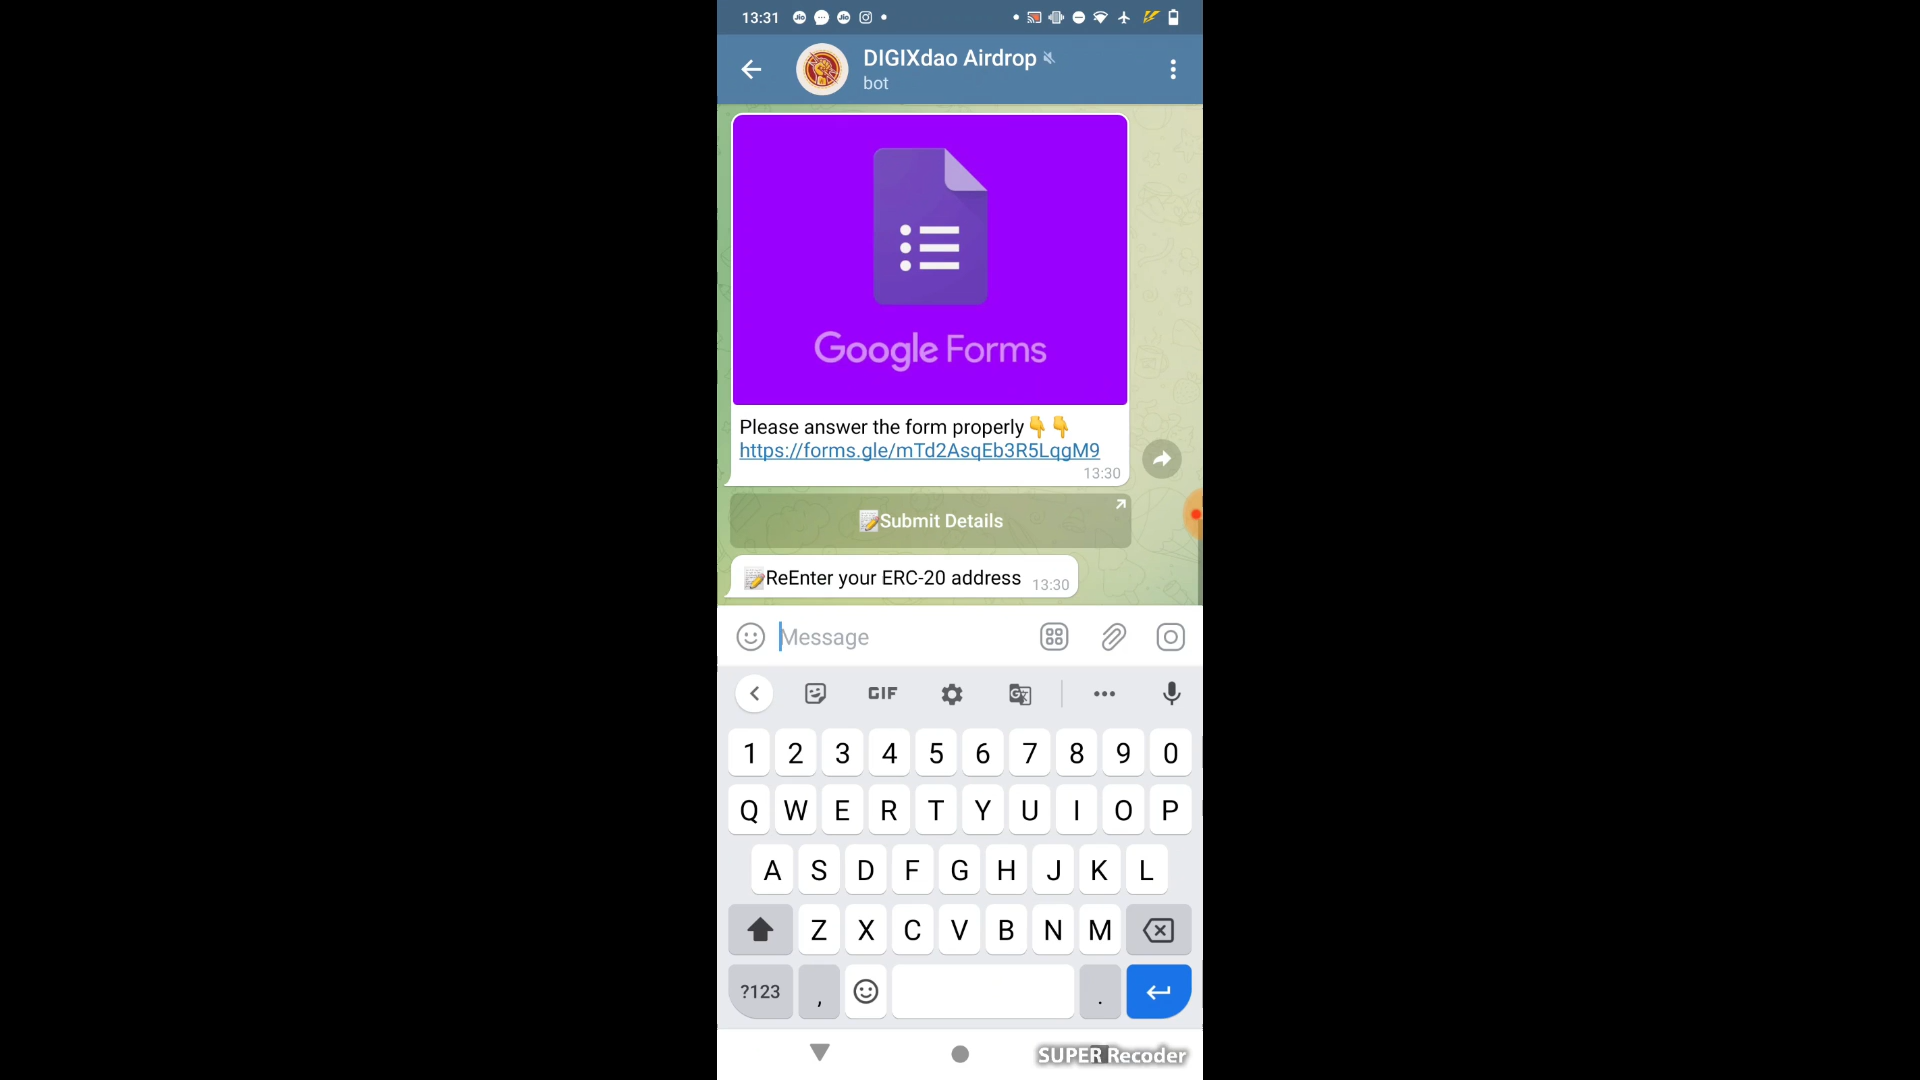 13:31
DIGIXdao Airdrop
bot
Google Forms
Please answer the form properly👇👇
https://forms.gle/mTd2AsqEb3R5LqgM9
13:30
📝Submit Details
📝ReEnter your ERC-20 address 13:30
Message
GIF
1 2 3 4 5 6 7 8 9 0
Q W E R T Y U I O P
A S D F G H J K L
Z X C V B N M
?123 , .
SUPER Recoder